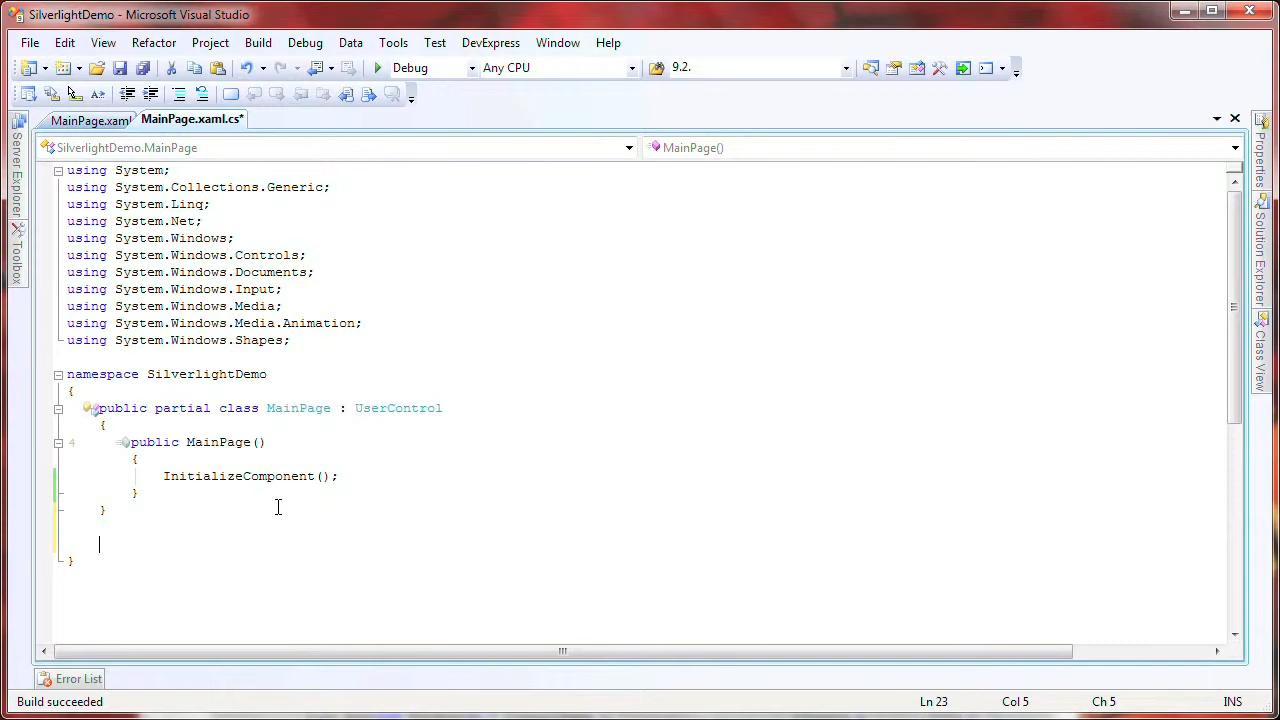 SilverlightDemo - Microsoft Visual Studio
File Edit View Refactor Project Build Debug Data Tools Test DevExpress Window Help
Debug Any CPU 9.2.
MainPage.xaml MainPage.xaml.cs*
SilverlightDemo.MainPage MainPage()
Server Explorer
Toolbox
Properties
Solution Explorer
Class View
using System;
using System.Collections.Generic;
using System.Linq;
using System.Net;
using System.Windows;
using System.Windows.Controls;
using System.Windows.Documents;
using System.Windows.Input;
using System.Windows.Media;
using System.Windows.Media.Animation;
using System.Windows.Shapes;
namespace SilverlightDemo
{
public partial class MainPage : UserControl
{
4 public MainPage()
{
InitializeComponent();
}
}
}
Error List
Build succeeded Ln 23 Col 5 Ch 5 INS